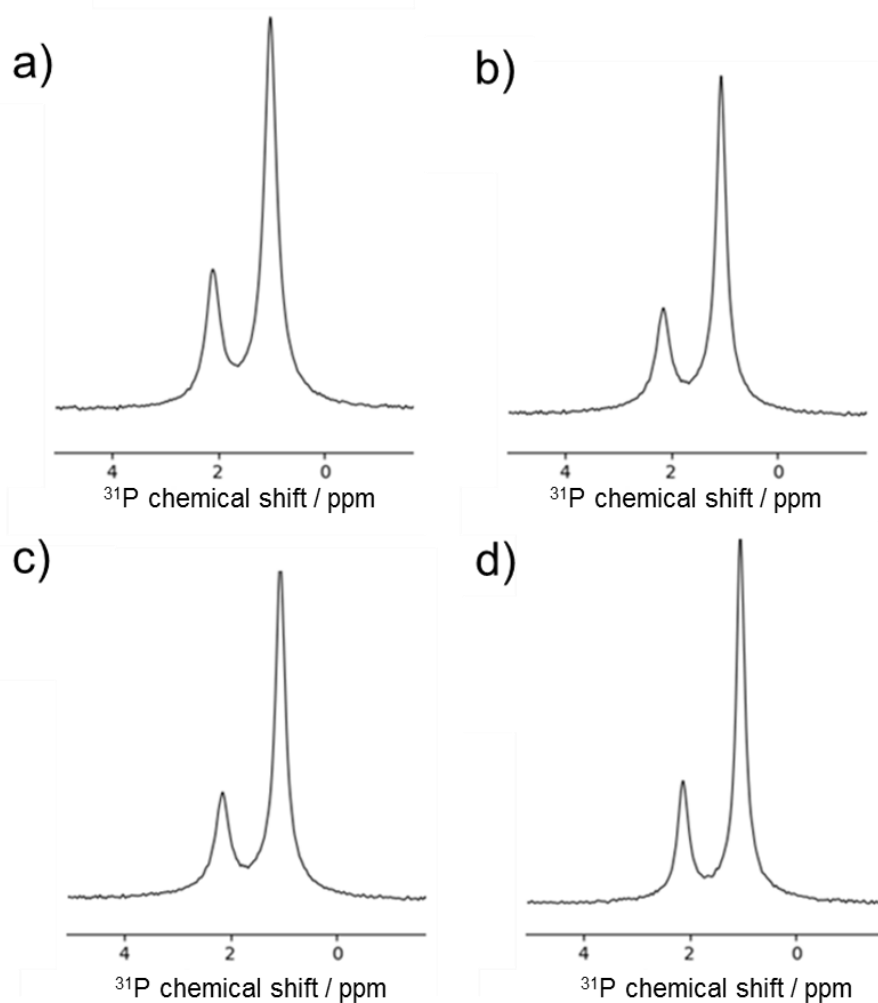 a)
4 2 0
³¹P chemical shift / ppm
b)
4 2 0
³¹P chemical shift / ppm
c)
4 2 0
³¹P chemical shift / ppm
d)
4 2 0
³¹P chemical shift / ppm